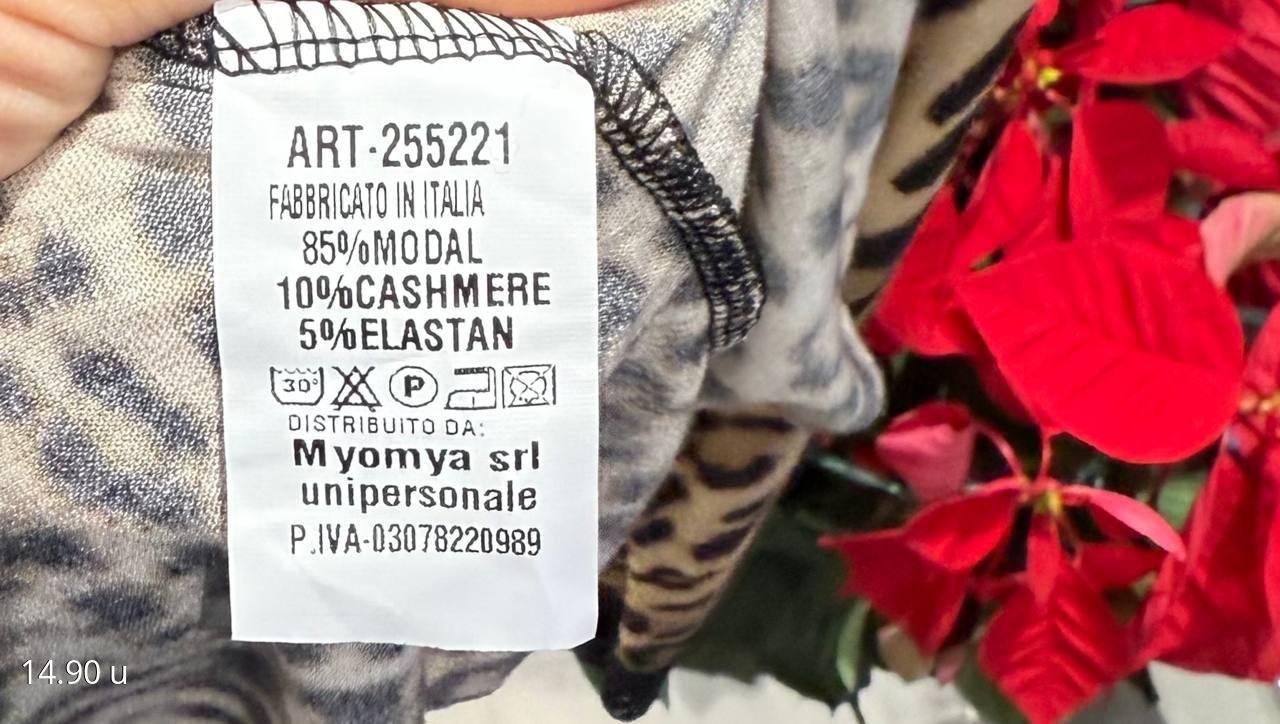 ART-255221
FABBRICATO IN ITALIA
85%MODAL
10%CASHMERE
5%ELASTAN
30° P
DISTRIBUITO DA:
Myomya srl
unipersonale
P.IVA-03078220989
14.90 u